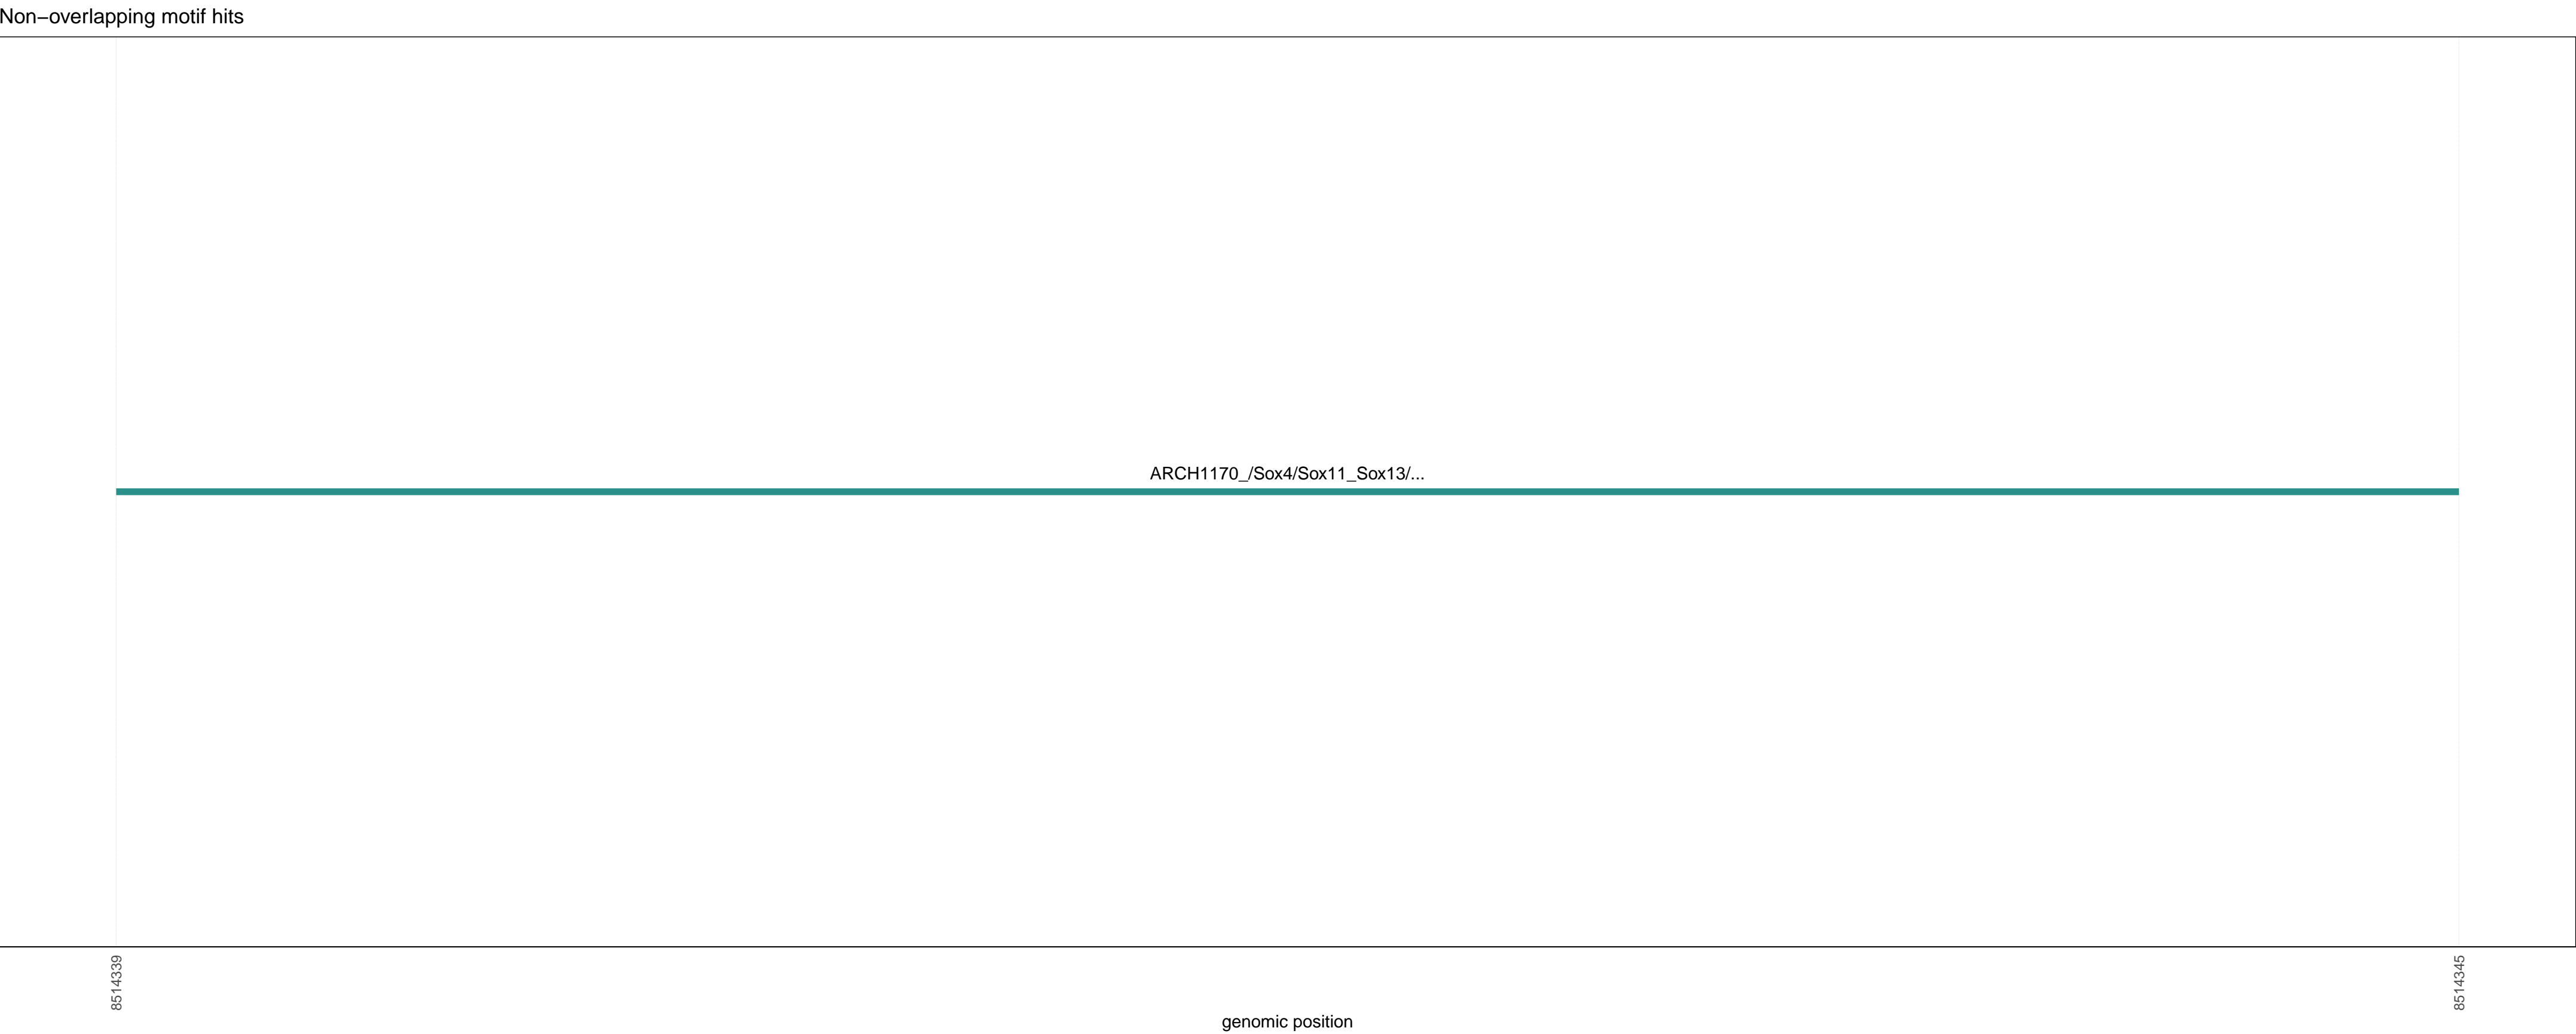 Non−overlapping motif hits
ARCH1170_/Sox4/Sox11_Sox13/...
8514339
8514345
genomic position